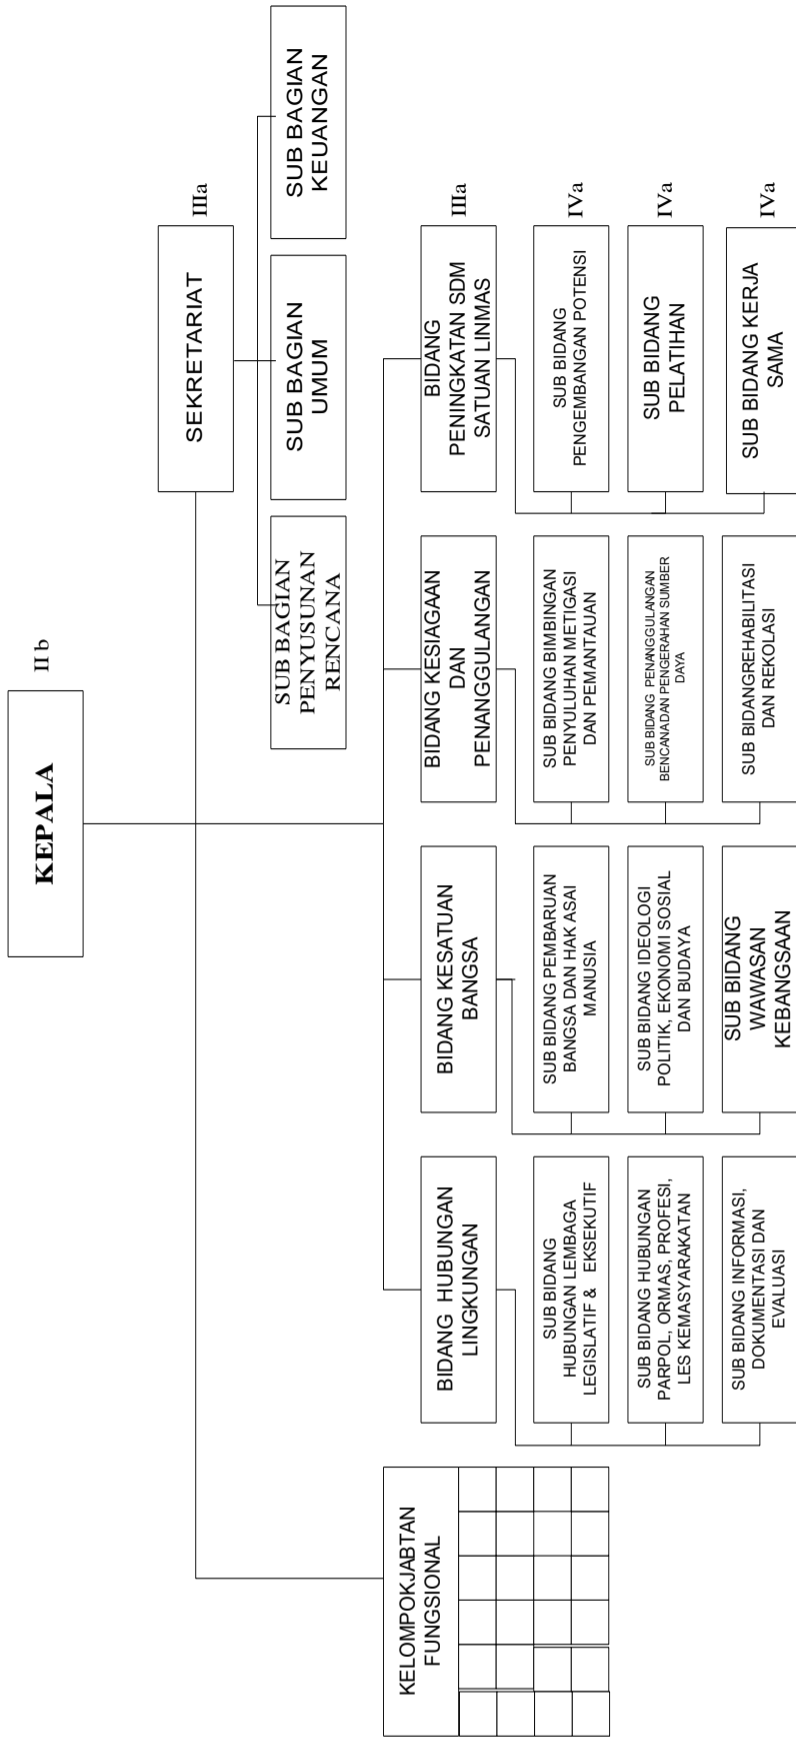 KEPALA
II b
SEKRETARIAT
IIIa
SUB BAGIAN
PENYUSUNAN
RENCANA
SUB BAGIAN
UMUM
SUB BAGIAN
KEUANGAN
KELOMPOKJABTAN
FUNGSIONAL
BIDANG HUBUNGAN
LINGKUNGAN
BIDANG KESATUAN
BANGSA
BIDANG KESIAGAAN
DAN
PENANGGULANGAN
BIDANG
PENINGKATAN SDM
SATUAN LINMAS
IIIa
SUB BIDANG
HUBUNGAN LEMBAGA
LEGISLATIF & EKSEKUTIF
SUB BIDANG PEMBARUAN
BANGSA DAN HAK ASAI
MANUSIA
SUB BIDANG BIMBINGAN
PENYULUHAN METIGASI
DAN PEMANTAUAN
SUB BIDANG
PENGEMBANGAN POTENSI
IVa
SUB BIDANG HUBUNGAN
PARPOL, ORMAS, PROFESI,
LES KEMASYARAKATAN
SUB BIDANG IDEOLOGI
POLITIK, EKONOMI SOSIAL
DAN BUDAYA
SUB BIDANG PENANGGULANGAN
BENCANA DAN PENGERAHAN SUMBER
DAYA
SUB BIDANG
PELATIHAN
IVa
SUB BIDANG INFORMASI,
DOKUMENTASI DAN
EVALUASI
SUB BIDANG
WAWASAN
KEBANGSAAN
SUB BIDANGREHABILITASI
DAN REKOLASI
SUB BIDANG KERJA
SAMA
IVa